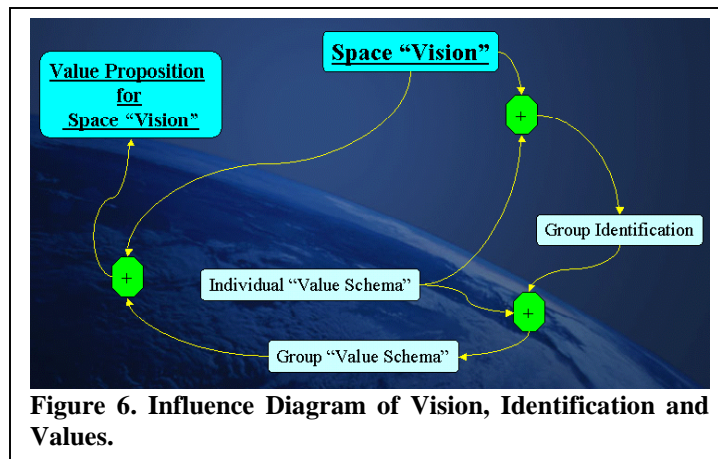 Space “Vision”
Value Proposition
for
Space “Vision”
+
Group Identification
Individual “Value Schema”
+
+
Group “Value Schema”
Figure 6. Influence Diagram of Vision, Identification and
Values.